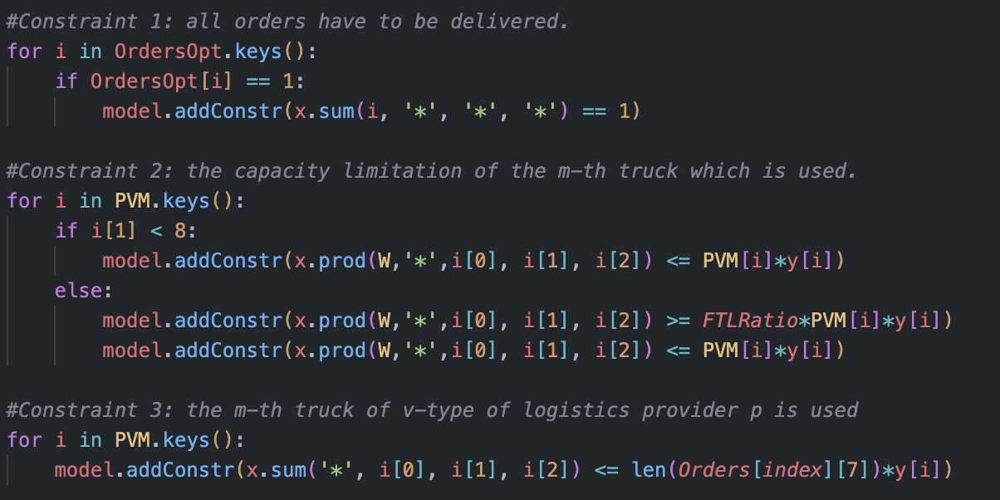 #Constraint 1: all orders have to be delivered.
for i in OrdersOpt.keys():
    if OrdersOpt[i] == 1:
        model.addConstr(x.sum(i, '*', '*', '*') == 1)

#Constraint 2: the capacity limitation of the m-th truck which is used.
for i in PVM.keys():
    if i[1] < 8:
        model.addConstr(x.prod(W,'*',i[0], i[1], i[2]) <= PVM[i]*y[i])
    else:
        model.addConstr(x.prod(W,'*',i[0], i[1], i[2]) >= FTLRatio*PVM[i]*y[i])
        model.addConstr(x.prod(W,'*',i[0], i[1], i[2]) <= PVM[i]*y[i])

#Constraint 3: the m-th truck of v-type of logistics provider p is used
for i in PVM.keys():
    model.addConstr(x.sum('*', i[0], i[1], i[2]) <= len(Orders[index][7])*y[i])